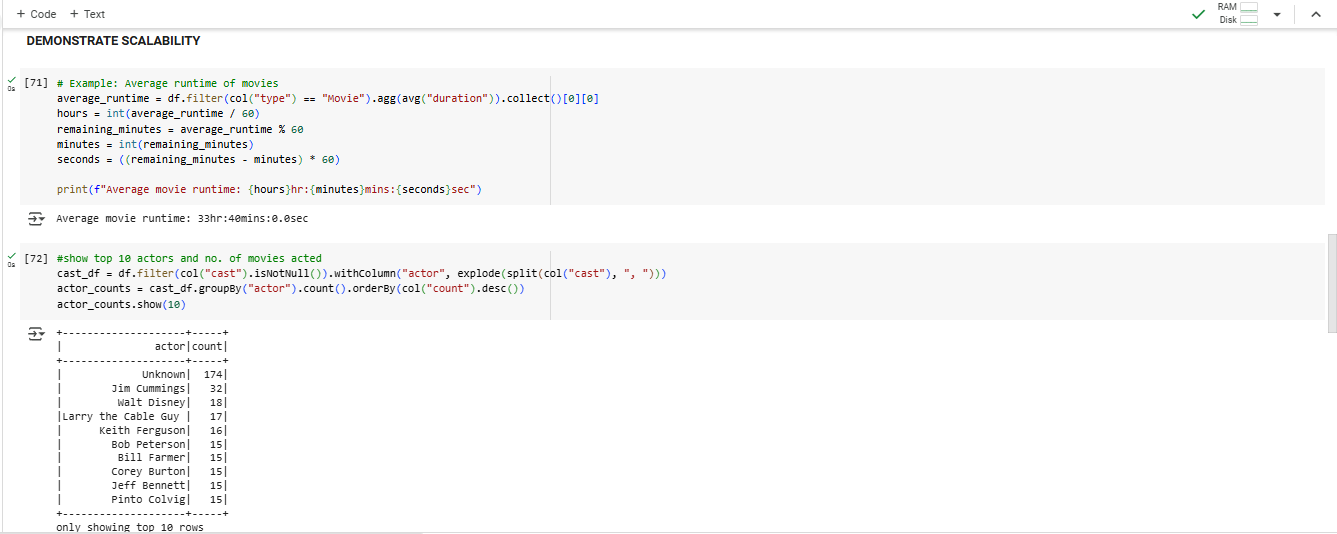 + Code + Text
RAM
Disk
DEMONSTRATE SCALABILITY
0s
[71] # Example: Average runtime of movies
average_runtime = df.filter(col("type") == "Movie").agg(avg("duration")).collect()[0][0]
hours = int(average_runtime / 60)
remaining_minutes = average_runtime % 60
minutes = int(remaining_minutes)
seconds = ((remaining_minutes - minutes) * 60)
print(f"Average movie runtime: {hours}hr:{minutes}mins:{seconds}sec")
Average movie runtime: 33hr:40mins:0.0sec
0s
[72] #show top 10 actors and no. of movies acted
cast_df = df.filter(col("cast").isNotNull()).withColumn("actor", explode(split(col("cast"), ", ")))
actor_counts = cast_df.groupBy("actor").count().orderBy(col("count").desc())
actor_counts.show(10)
+--------------------+-----+
|               actor|count|
+--------------------+-----+
|             Unknown|  174|
|        Jim Cummings|   32|
|         Walt Disney|   18|
|Larry the Cable Guy |   17|
|      Keith Ferguson|   16|
|        Bob Peterson|   15|
|         Bill Farmer|   15|
|        Corey Burton|   15|
|        Jeff Bennett|   15|
|        Pinto Colvig|   15|
+--------------------+-----+
only showing top 10 rows